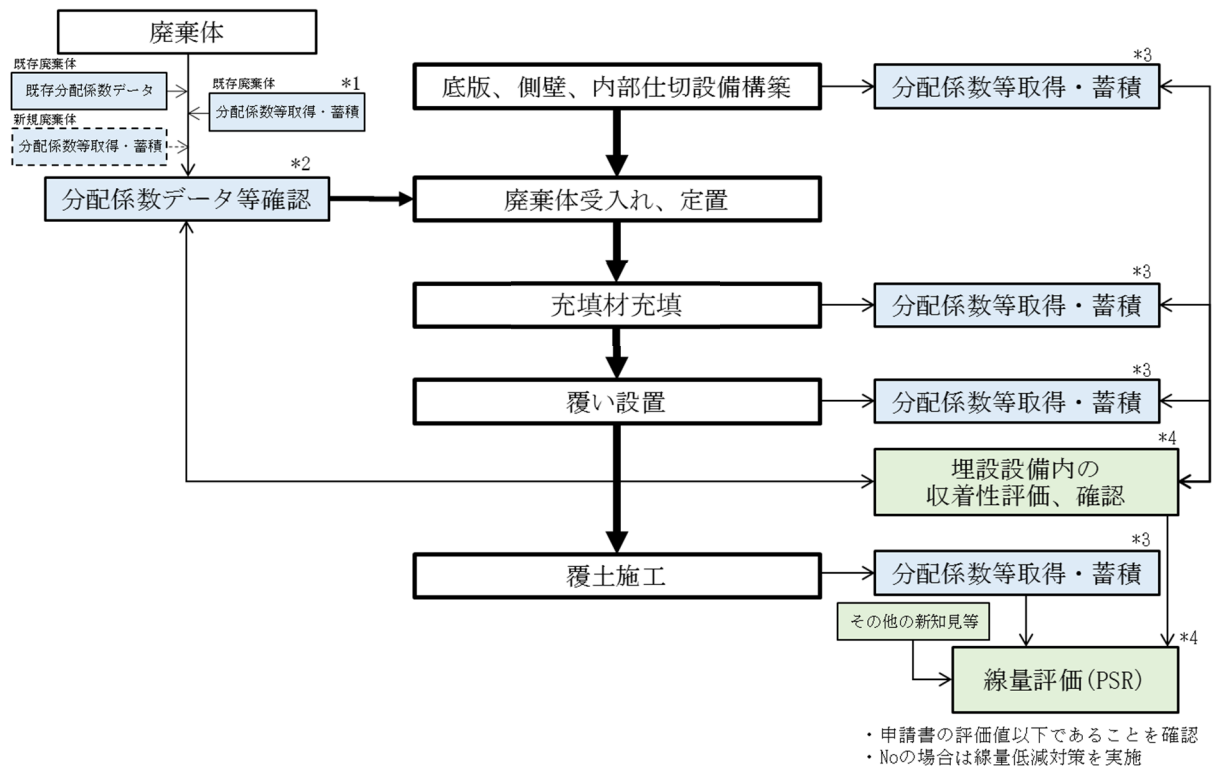 廃棄体
既存廃棄体
既存分配係数データ
既存廃棄体
*1
分配係数等取得・蓄積
新規廃棄体
分配係数等取得・蓄積
*2
分配係数データ等確認
底版、側壁、内部仕切設備構築
*3
分配係数等取得・蓄積
廃棄体受入れ、定置
充填材充填
*3
分配係数等取得・蓄積
覆い設置
*3
分配係数等取得・蓄積
*4
埋設設備内の
収着性評価、確認
覆土施工
*3
分配係数等取得・蓄積
その他の新知見等
*4
線量評価(PSR)
・申請書の評価値以下であることを確認
・Noの場合は線量低減対策を実施